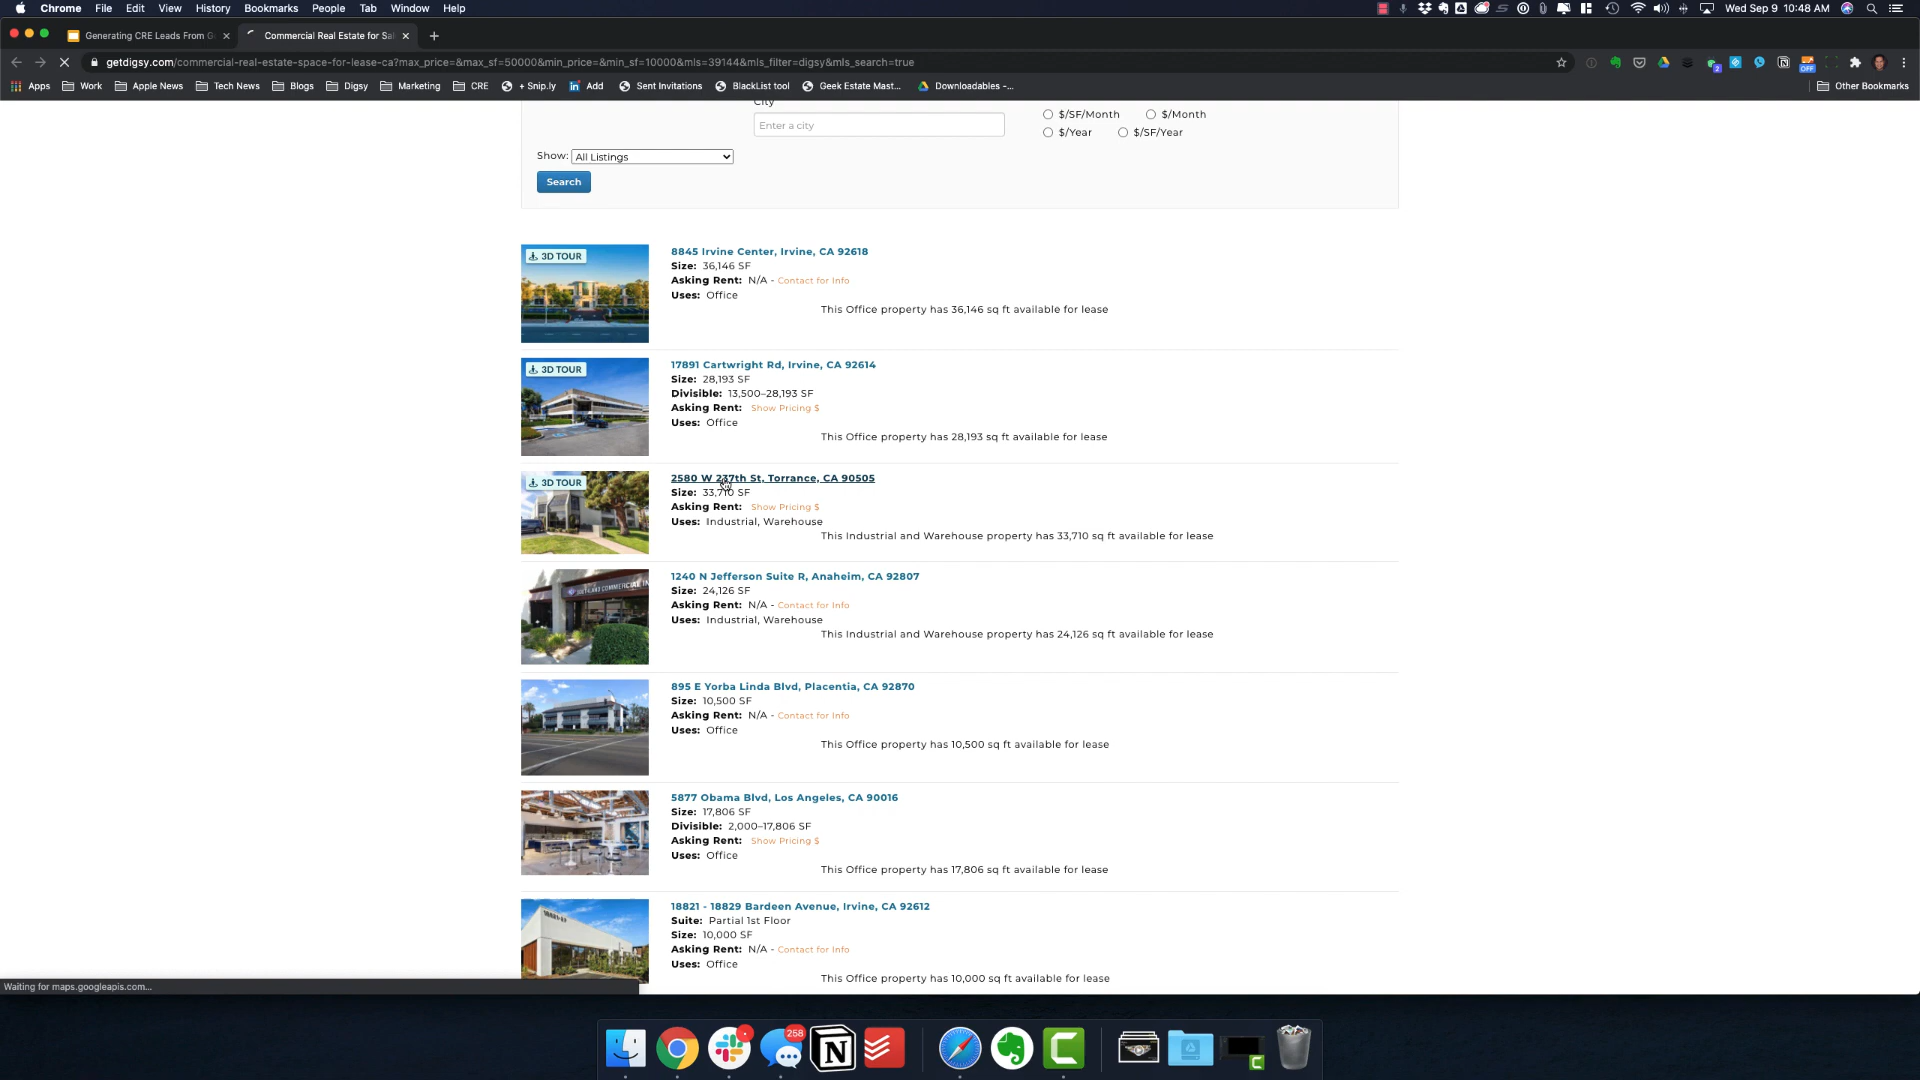 Chrome File Edit View History Bookmarks People Tab Window Help
Wed Sep 9 10:48 AM
Generating CRE Leads From G
Commercial Real Estate for Sal
getdigsy.com/commercial-real-estate-space-for-lease-ca?max_price=&max_sf=50000&min_price=&min_sf=10000&mls=39144&mls_filter=digsy&mls_search=true
OFF
Apps Work Apple News Tech News Blogs Digsy Marketing CRE + Snip.ly Add Sent Invitations BlackList tool Geek Estate Mast... Downloadables -... Other Bookmarks
City
Enter a city
$/SF/Month $/Month
$/Year $/SF/Year
Show: All Listings
Search
3D TOUR
8845 Irvine Center, Irvine, CA 92618
Size: 36,146 SF
Asking Rent: N/A - Contact for Info
Uses: Office
This Office property has 36,146 sq ft available for lease
3D TOUR
17891 Cartwright Rd, Irvine, CA 92614
Size: 28,193 SF
Divisible: 13,500–28,193 SF
Asking Rent: Show Pricing $
Uses: Office
This Office property has 28,193 sq ft available for lease
3D TOUR
2580 W 237th St, Torrance, CA 90505
Size: 33,710 SF
Asking Rent: Show Pricing $
Uses: Industrial, Warehouse
This Industrial and Warehouse property has 33,710 sq ft available for lease
1240 N Jefferson Suite R, Anaheim, CA 92807
Size: 24,126 SF
Asking Rent: N/A - Contact for Info
Uses: Industrial, Warehouse
This Industrial and Warehouse property has 24,126 sq ft available for lease
895 E Yorba Linda Blvd, Placentia, CA 92870
Size: 10,500 SF
Asking Rent: N/A - Contact for Info
Uses: Office
This Office property has 10,500 sq ft available for lease
5877 Obama Blvd, Los Angeles, CA 90016
Size: 17,806 SF
Divisible: 2,000–17,806 SF
Asking Rent: Show Pricing $
Uses: Office
This Office property has 17,806 sq ft available for lease
18821 - 18829 Bardeen Avenue, Irvine, CA 92612
Suite: Partial 1st Floor
Size: 10,000 SF
Asking Rent: N/A - Contact for Info
Uses: Office
This Office property has 10,000 sq ft available for lease
Waiting for maps.googleapis.com...
258